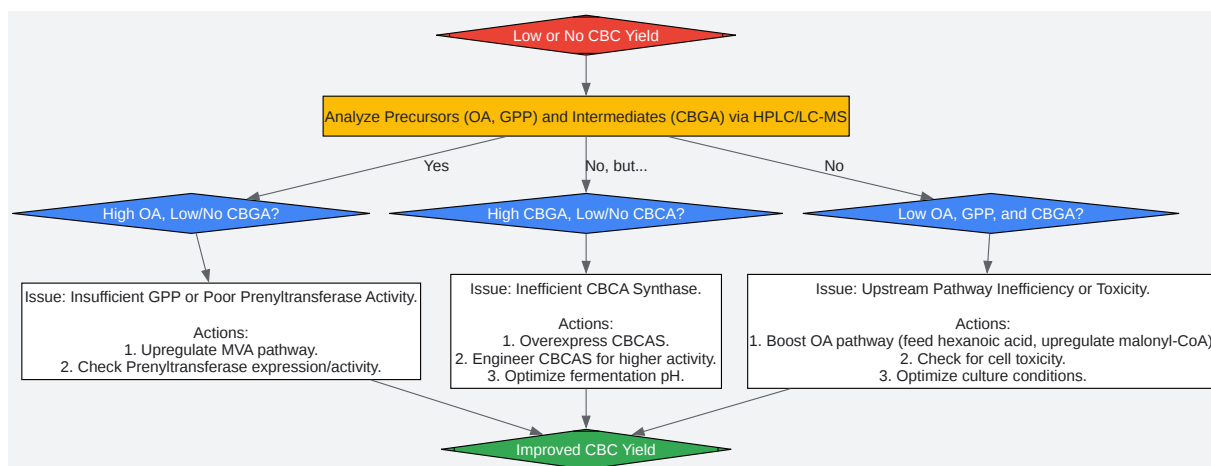 Low or No CBC Yield
Analyze Precursors (OA, GPP) and Intermediates (CBGA) via HPLC/LC-MS
Yes
No, but...
No
High OA, Low/No CBGA?
High CBGA, Low/No CBCA?
Low OA, GPP, and CBGA?
Issue: Insufficient GPP or Poor Prenyltransferase Activity.
Actions:
1. Upregulate MVA pathway.
2. Check Prenyltransferase expression/activity.
Issue: Inefficient CBCA Synthase.
Actions:
1. Overexpress CBCAS.
2. Engineer CBCAS for higher activity.
3. Optimize fermentation pH.
Issue: Upstream Pathway Inefficiency or Toxicity.
Actions:
1. Boost OA pathway (feed hexanoic acid, upregulate malonyl-CoA)
2. Check for cell toxicity.
3. Optimize culture conditions.
Improved CBC Yield